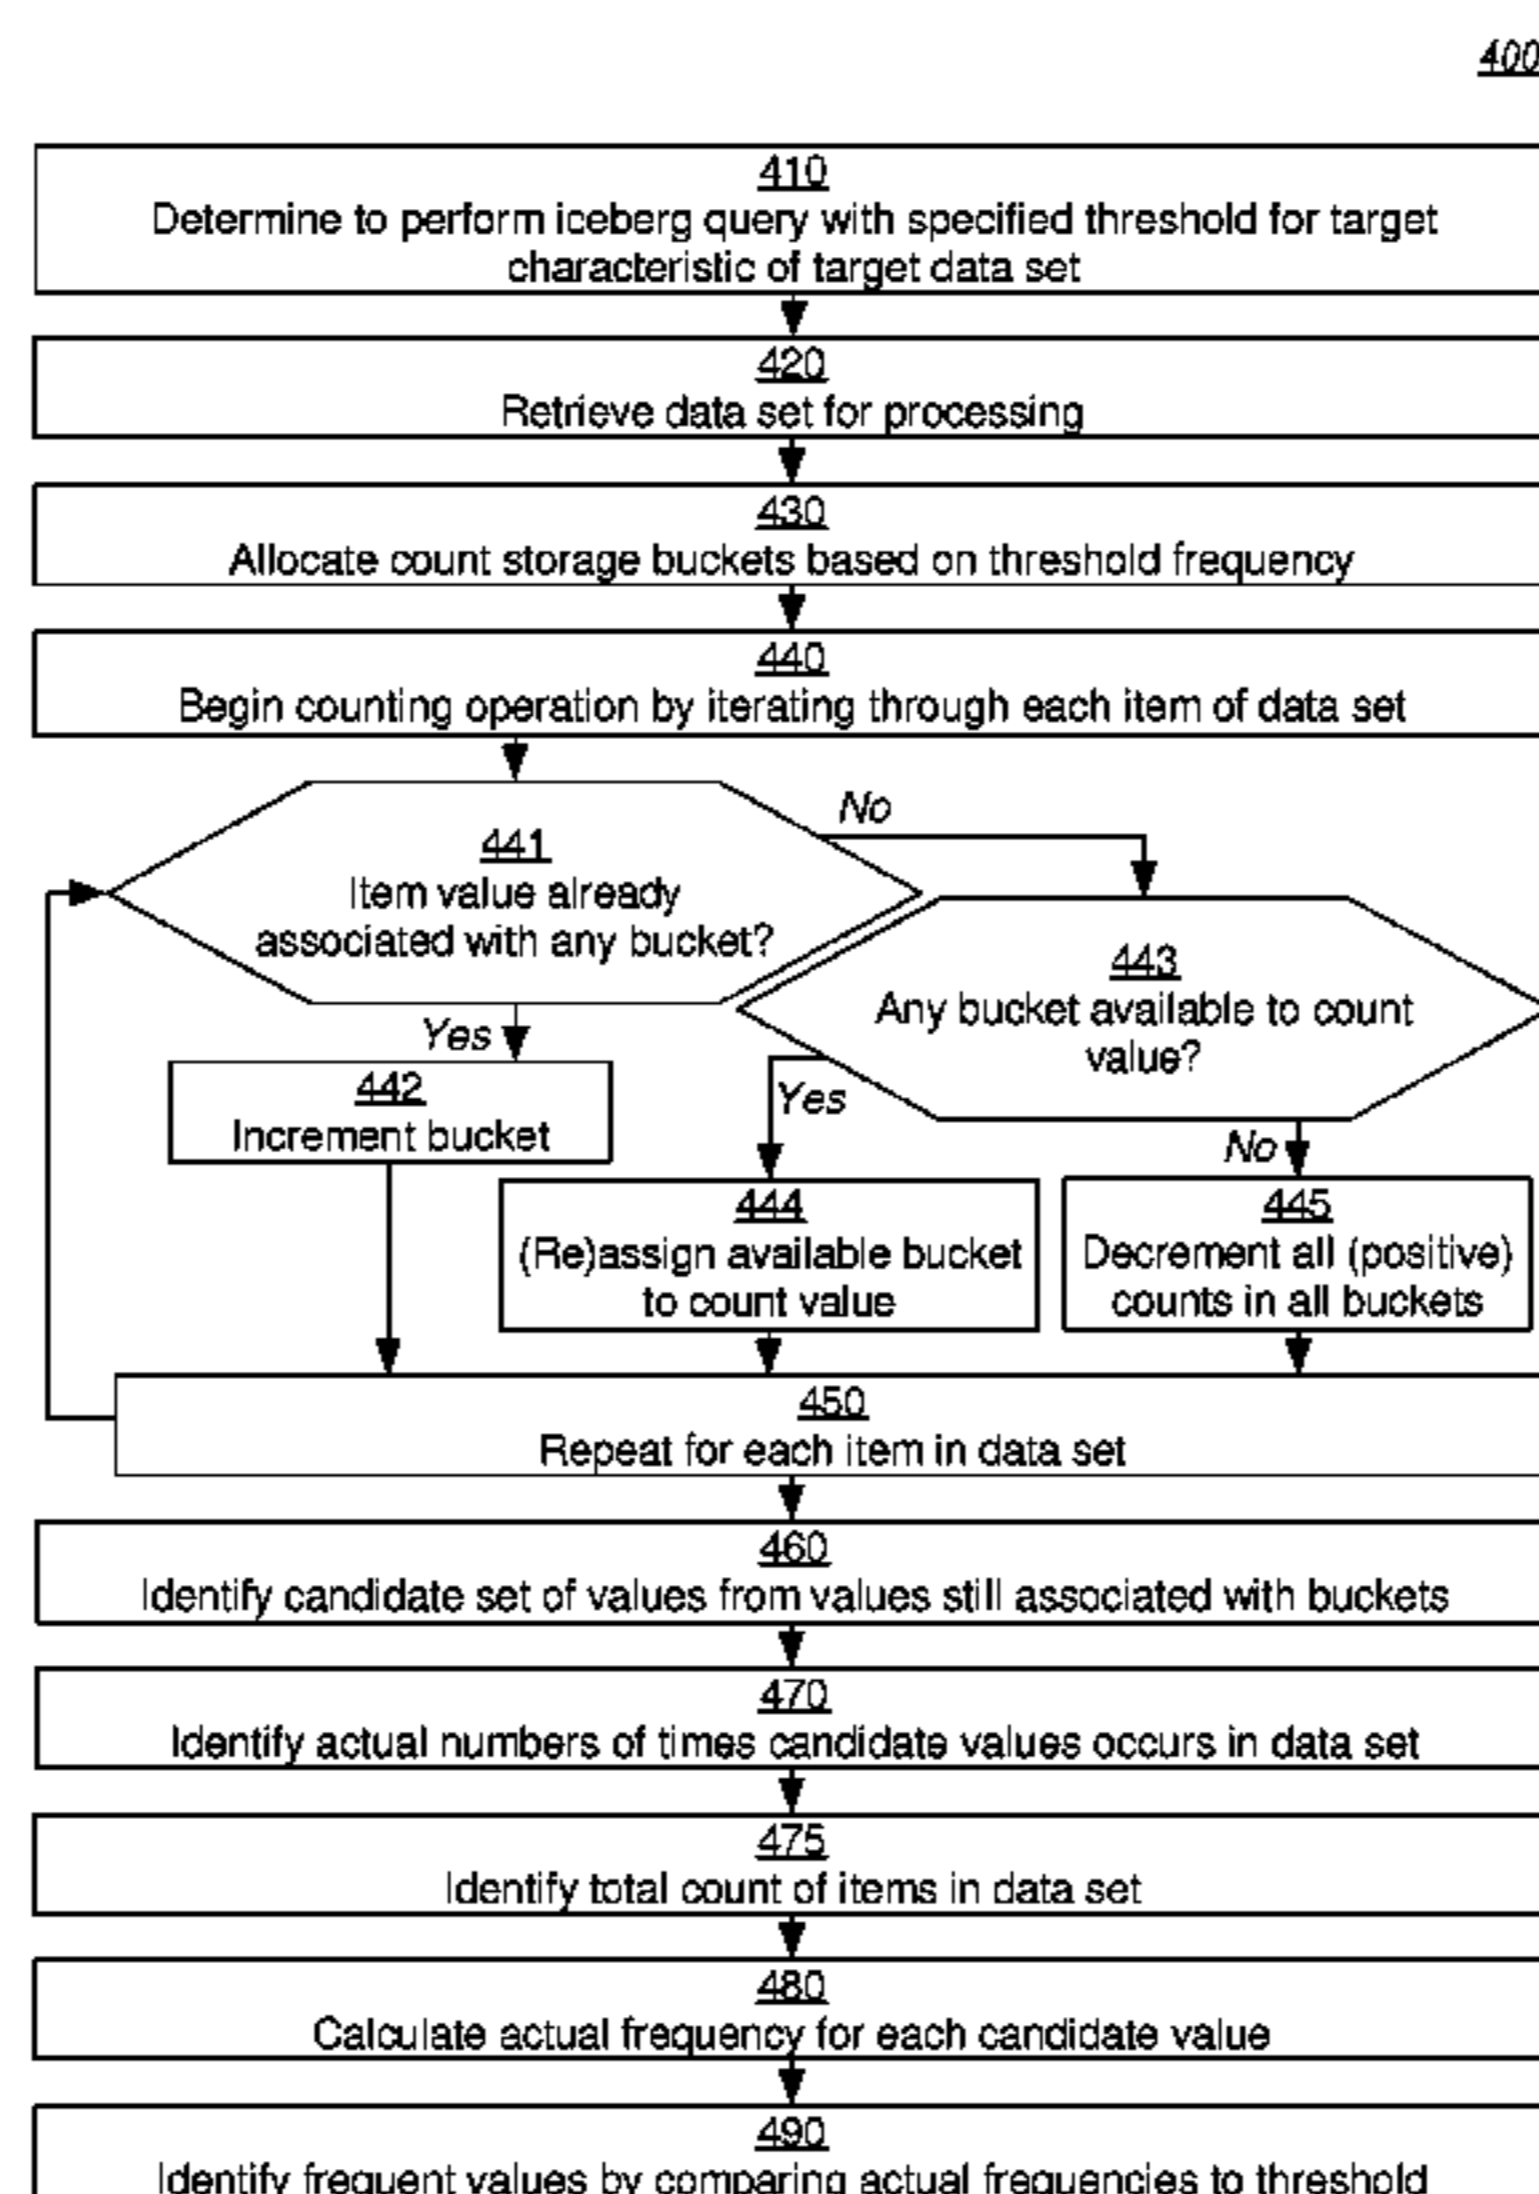 400
410
Determine to perform iceberg query with specified threshold for target
characteristic of target data set
420
Retrieve data set for processing
430
Allocate count storage buckets based on threshold frequency
440
Begin counting operation by iterating through each item of data set
No
441
Item value already
associated with any bucket?
443
Any bucket available to count
value?
Yes
442
Increment bucket
Yes
No
444
(Re)assign available bucket
to count value
445
Decrement all (positive)
counts in all buckets
450
Repeat for each item in data set
460
Identify candidate set of values from values still associated with buckets
470
Identify actual numbers of times candidate values occurs in data set
475
Identify total count of items in data set
480
Calculate actual frequency for each candidate value
490
Identify frequent values by comparing actual frequencies to threshold